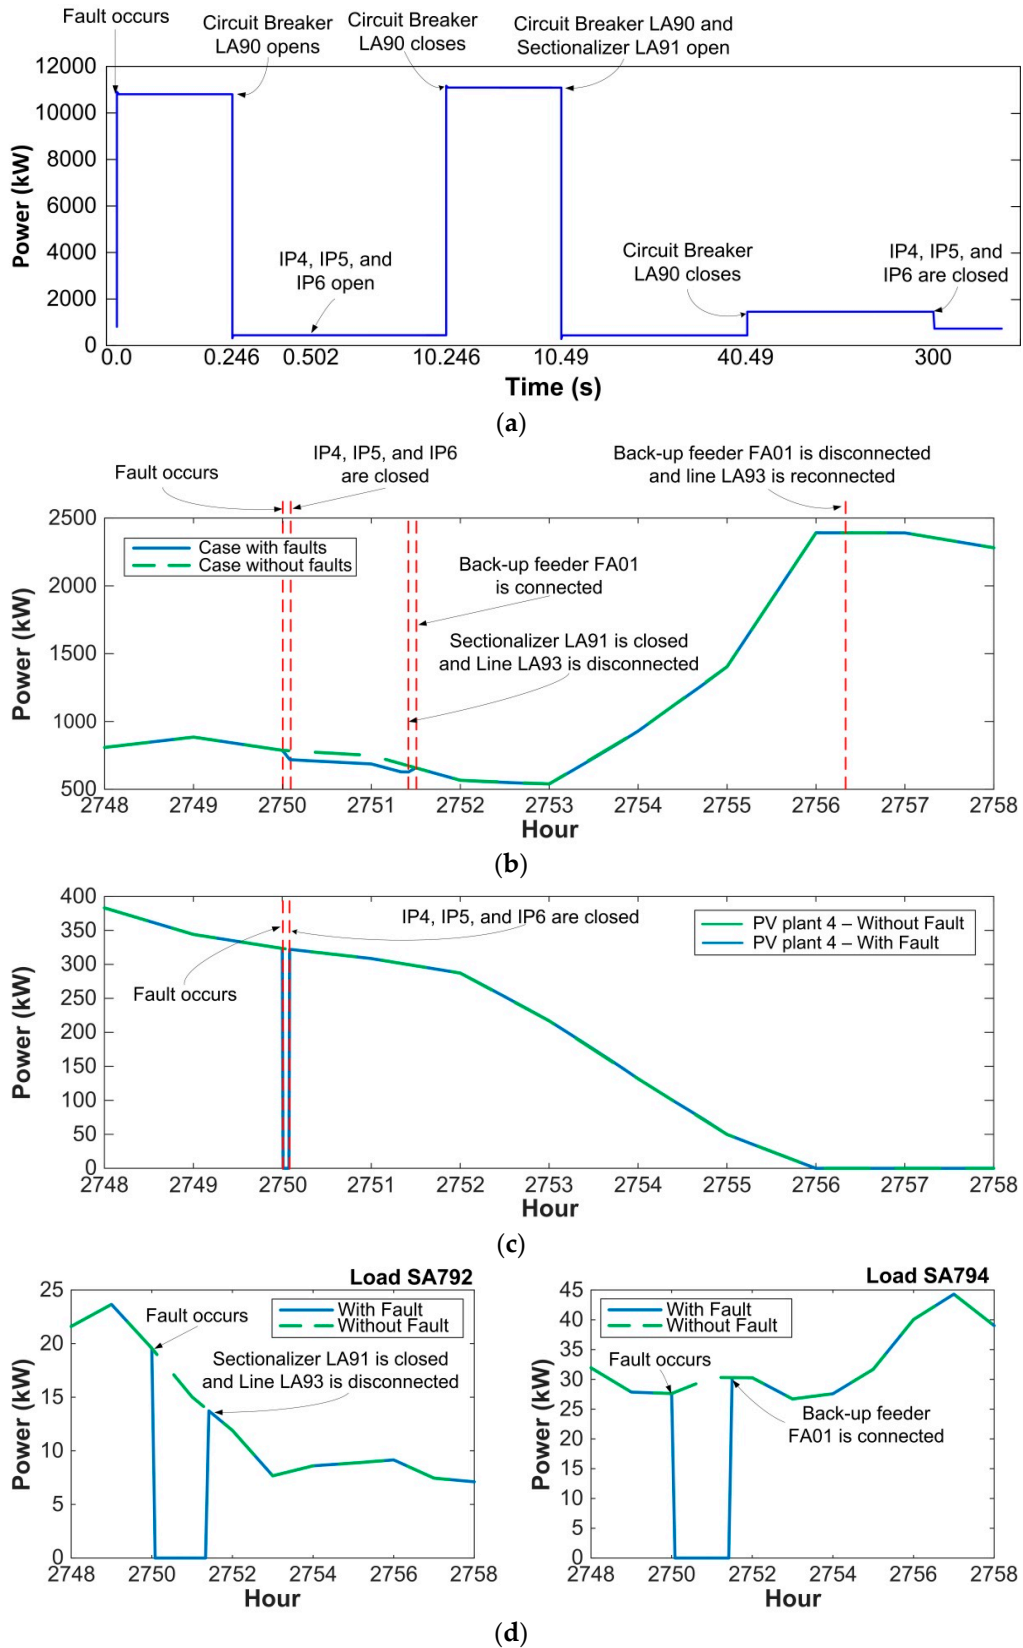 Fault occurs
Circuit Breaker
LA90 opens
Circuit Breaker
LA90 closes
Circuit Breaker LA90 and
Sectionalizer LA91 open
12000
10000
8000
6000
4000
2000
0
Power (kW)
IP4, IP5, and
IP6 open
Circuit Breaker
LA90 closes
IP4, IP5, and
IP6 are closed
0.0 0.246 0.502 10.246 10.49 40.49 300
Time (s)
(a)
Fault occurs
IP4, IP5, and IP6
are closed
Back-up feeder FA01 is disconnected
and line LA93 is reconnected
2500
2000
1500
1000
500
Power (kW)
Case with faults
Case without faults
Back-up feeder FA01
is connected
Sectionalizer LA91 is closed
and Line LA93 is disconnected
2748 2749 2750 2751 2752 2753 2754 2755 2756 2757 2758
Hour
(b)
400
350
300
250
200
150
100
50
0
Power (kW)
IP4, IP5, and IP6 are closed
Fault occurs
PV plant 4 – Without Fault
PV plant 4 – With Fault
2748 2749 2750 2751 2752 2753 2754 2755 2756 2757 2758
Hour
(c)
Load SA792
25
20
15
10
5
0
Power (kW)
With Fault
Without Fault
Fault occurs
Sectionalizer LA91 is closed
and Line LA93 is disconnected
2748 2750 2752 2754 2756 2758
Hour
Load SA794
45
40
35
30
25
20
15
10
5
0
Power (kW)
With Fault
Without Fault
Fault occurs
Back-up feeder
FA01 is connected
2748 2750 2752 2754 2756 2758
Hour
(d)